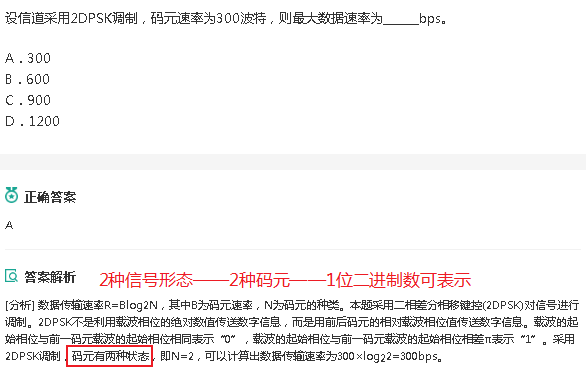 设信道采用2DPSK调制，码元速率为300波特，则最大数据速率为______bps。
A．300
B．600
C．900
D．1200
正确答案
A
答案解析
2种信号形态——2种码元——1位二进制数可表示
[分析] 数据传输速率R=Blog2N，其中B为码元速率，N为码元的种类。本题采用二相差分相移键控(2DPSK)对信号进行
调制。2DPSK不是利用载波相位的绝对数值传送数字信息，而是用前后码元的相对载波相位值传送数字信息。载波的起
始相位与前一码元载波的起始相位相同表示“0”，载波的起始相位与前一码元载波的起始相位相差π表示“1”。采用
2DPSK调制，码元有两种状态，即N=2，可以计算出数据传输速率为300×log₂2=300bps。